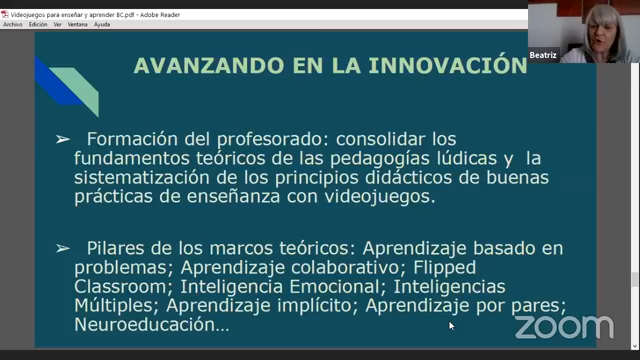 Videojuegos para enseñar y aprender BC.pdf - Adobe Reader
Archivo Edición Ver Ventana Ayuda
Beatriz
AVANZANDO EN LA INNOVACIÓN
➢ Formación del profesorado: consolidar los
fundamentos teóricos de las pedagogías lúdicas y la
sistematización de los principios didácticos de buenas
prácticas de enseñanza con videojuegos.
➢ Pilares de los marcos teóricos: Aprendizaje basado en
problemas; Aprendizaje colaborativo; Flipped
Classroom; Inteligencia Emocional; Inteligencias
Múltiples; Aprendizaje implícito; Aprendizaje por pares;
Neuroeducación...
zoom